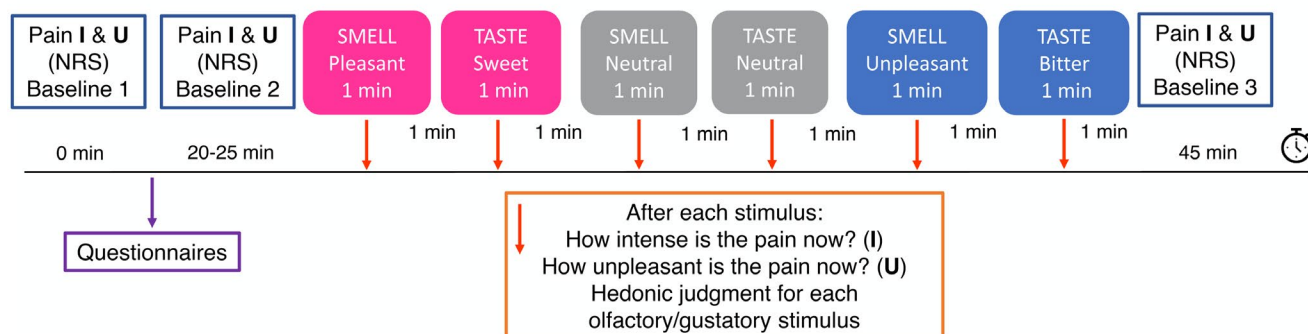 Pain I & U
(NRS)
Baseline 1
Pain I & U
(NRS)
Baseline 2
SMELL
Pleasant
1 min
TASTE
Sweet
1 min
SMELL
Neutral
1 min
TASTE
Neutral
1 min
SMELL
Unpleasant
1 min
TASTE
Bitter
1 min
Pain I & U
(NRS)
Baseline 3
1 min
1 min
1 min
1 min
1 min
1 min
0 min
20-25 min
45 min
Questionnaires
After each stimulus:
How intense is the pain now? (I)
How unpleasant is the pain now? (U)
Hedonic judgment for each
olfactory/gustatory stimulus